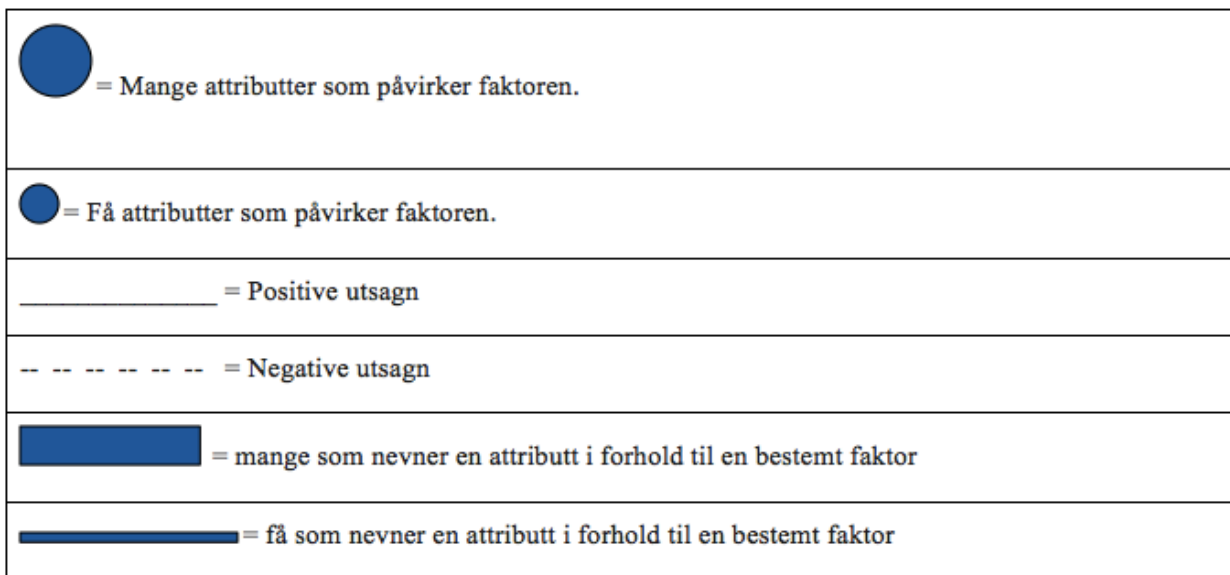 = Mange attributter som påvirker faktoren.
= Få attributter som påvirker faktoren.
= Positive utsagn
-- -- -- -- -- -- = Negative utsagn
= mange som nevner en attributt i forhold til en bestemt faktor
= få som nevner en attributt i forhold til en bestemt faktor